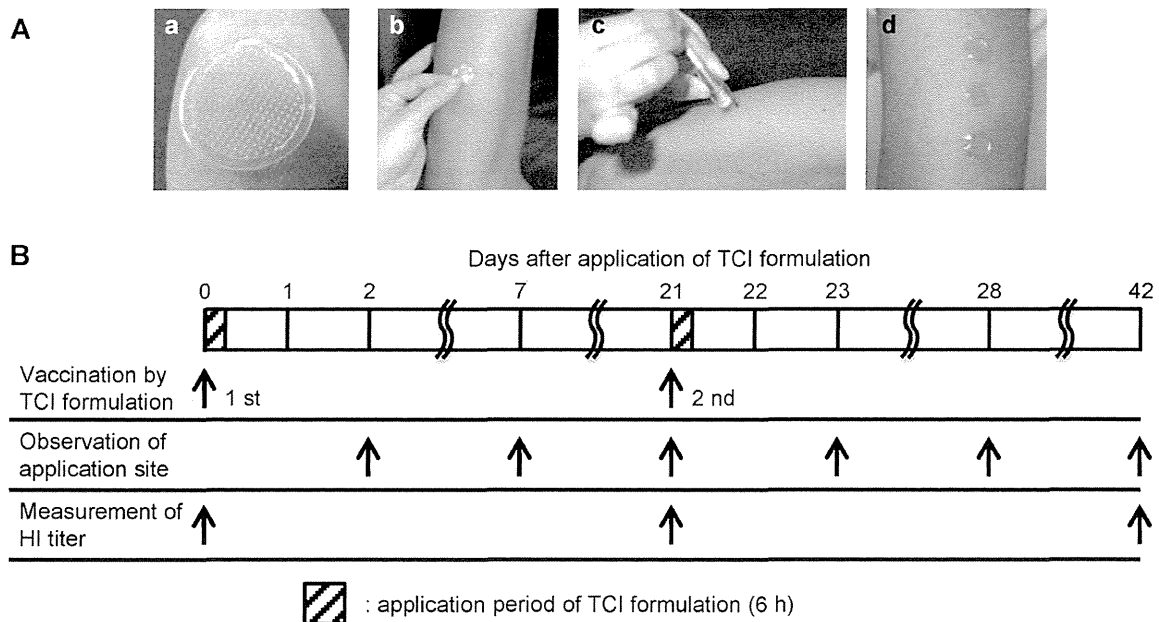 A
a b c d
B
Days after application of TCI formulation
0 1 2 7 21 22 23 28 42
Vaccination by
TCI formulation
1 st 2 nd
Observation of
application site
Measurement of
HI titer
: application period of TCI formulation (6 h)